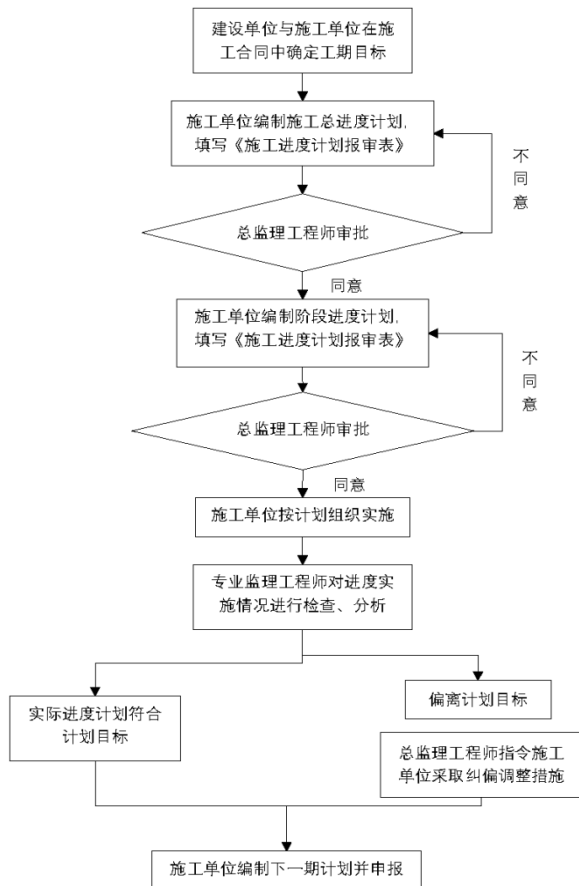 建设单位与施工单位在施
工合同中确定工期目标
施工单位编制施工总进度计划,
填写《施工进度计划报审表》
不
同
意
总监理工程师审批
同意
施工单位编制阶段进度计划,
填写《施工进度计划报审表》
不
同
意
总监理工程师审批
同意
施工单位按计划组织实施
专业监理工程师对进度实
施情况进行检查、分析
实际进度计划符合
计划目标
偏离计划目标
总监理工程师指令施工
单位采取纠偏调整措施
施工单位编制下一期计划并申报